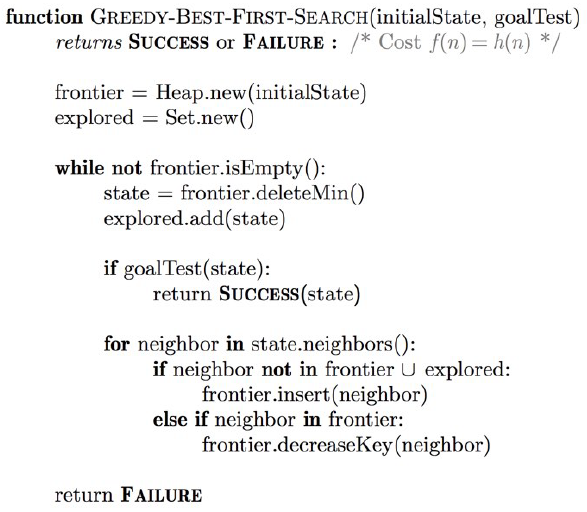 function GREEDY-BEST-FIRST-SEARCH(initialState, goalTest)
returns SUCCESS or FAILURE : /* Cost f(n) = h(n) */
frontier = Heap.new(initialState)
explored = Set.new()
while not frontier.isEmpty():
state = frontier.deleteMin()
explored.add(state)
if goalTest(state):
return SUCCESS(state)
for neighbor in state.neighbors():
if neighbor not in frontier ∪ explored:
frontier.insert(neighbor)
else if neighbor in frontier:
frontier.decreaseKey(neighbor)
return FAILURE